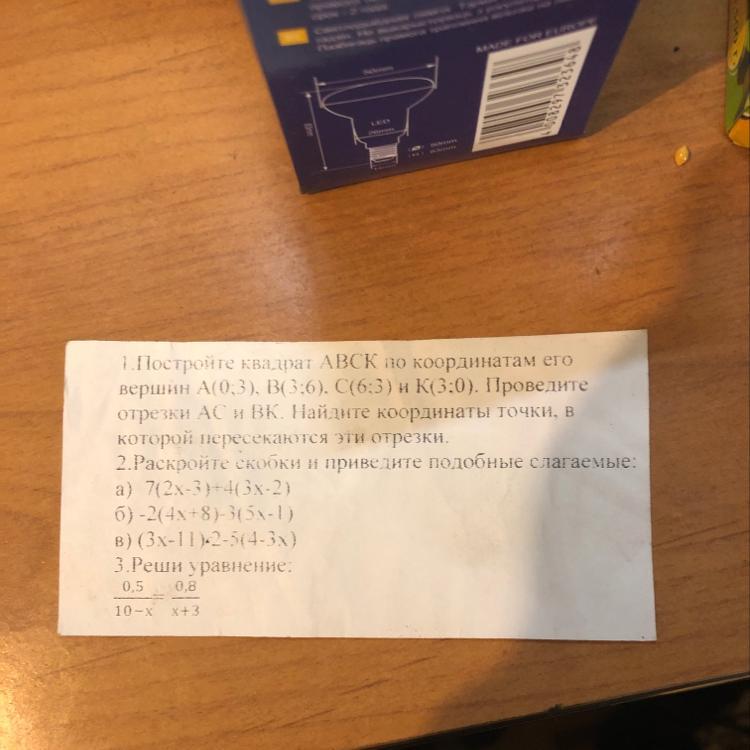 MADE FOR EUROPE
50mm
LED
1.Постройте квадрат АВСК по координатам его
вершин А(0;3), В(3;6), С(6;3) и К(3;0). Проведите
отрезки АС и ВК. Найдите координаты точки, в
которой пересекаются эти отрезки.
2.Раскройте скобки и приведите подобные слагаемые:
а) 7(2х-3)+4(3х-2)
б) -2(4х+8)-3(5х-1)
в) (3х-11)•2-5(4-3х)
3.Реши уравнение:
0,5 0,8
10−x = x+3